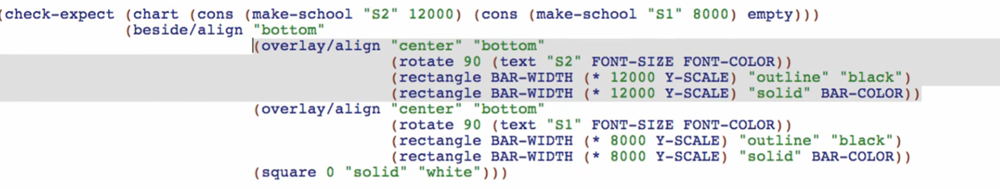 (check-expect (chart (cons (make-school "S2" 12000) (cons (make-school "S1" 8000) empty)))
(beside/align "bottom"
(overlay/align "center" "bottom"
(rotate 90 (text "S2" FONT-SIZE FONT-COLOR))
(rectangle BAR-WIDTH (* 12000 Y-SCALE) "outline" "black")
(rectangle BAR-WIDTH (* 12000 Y-SCALE) "solid" BAR-COLOR))
(overlay/align "center" "bottom"
(rotate 90 (text "S1" FONT-SIZE FONT-COLOR))
(rectangle BAR-WIDTH (* 8000 Y-SCALE) "outline" "black")
(rectangle BAR-WIDTH (* 8000 Y-SCALE) "solid" BAR-COLOR))
(square 0 "solid" "white")))